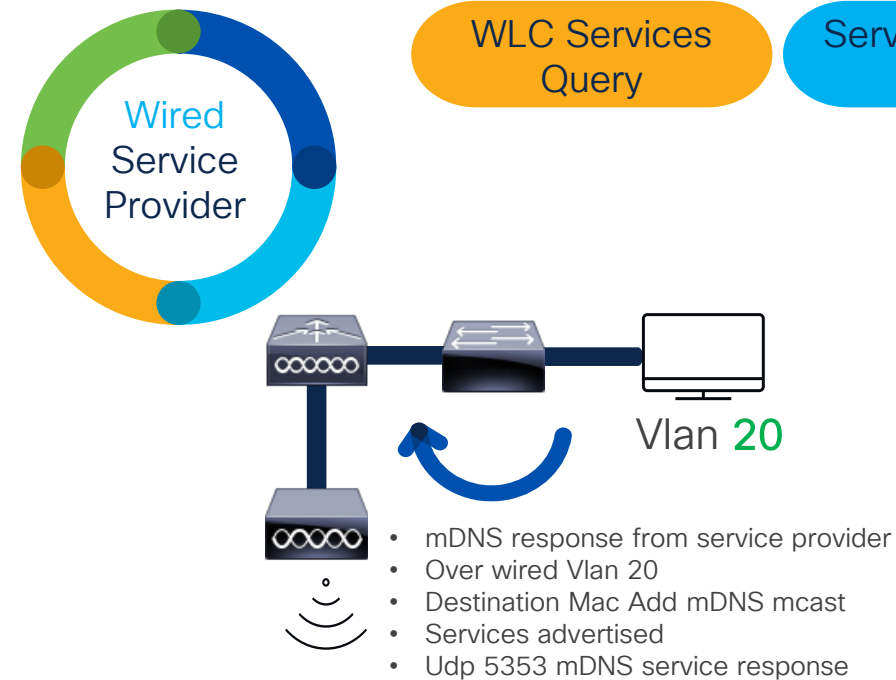 WLC Services
Query
Wired
Service
Provider
Vlan 20
• mDNS response from service provider
• Over wired Vlan 20
• Destination Mac Add mDNS mcast
• Services advertised
• Udp 5353 mDNS service response